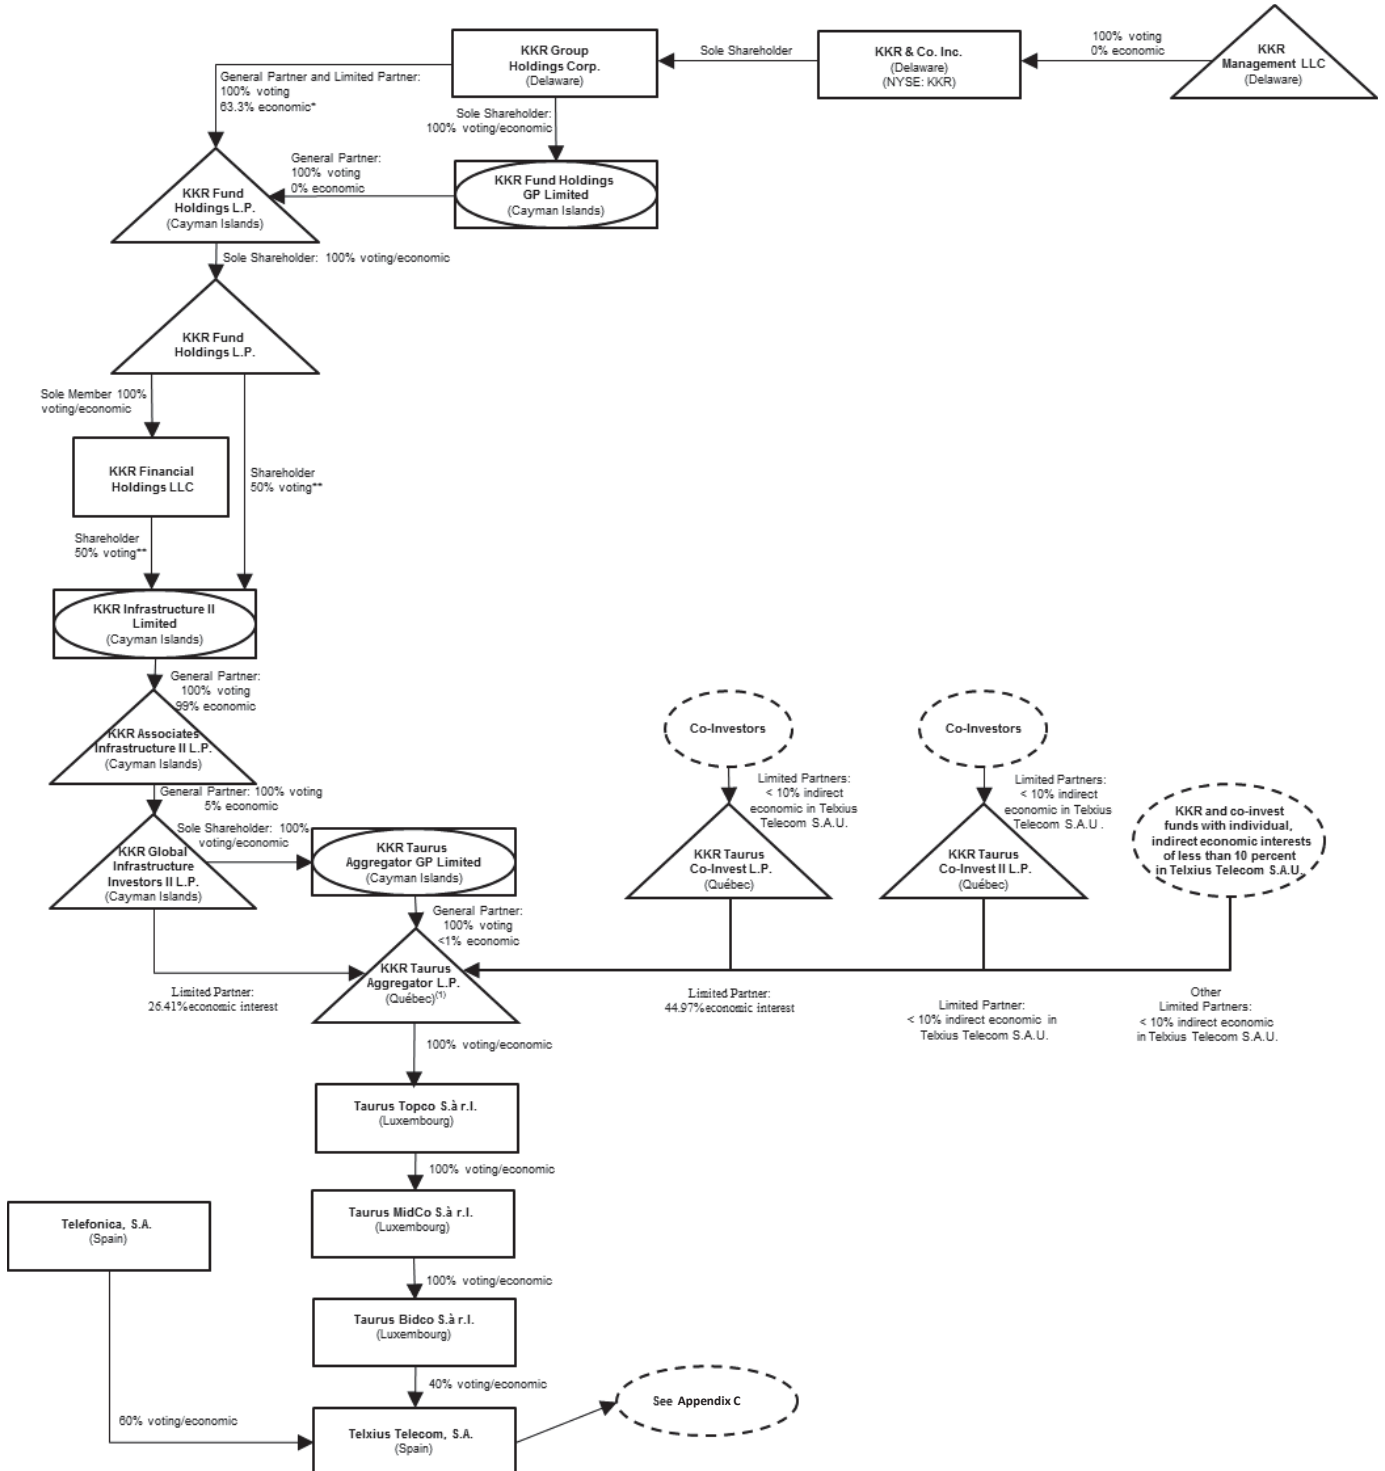 KKR Group
Holdings Corp.
(Delaware)
Sole Shareholder
KKR & Co. Inc.
(Delaware)
(NYSE: KKR)
100% voting
0% economic
KKR
Management LLC
(Delaware)
General Partner and Limited Partner:
100% voting
63.3% economic*
Sole Shareholder:
100% voting/economic
General Partner:
100% voting
0% economic
KKR Fund Holdings
GP Limited
(Cayman Islands)
KKR Fund
Holdings L.P.
(Cayman Islands)
Sole Shareholder: 100% voting/economic
KKR Fund
Holdings L.P.
Sole Member 100%
voting/economic
KKR Financial
Holdings LLC
Shareholder
50% voting**
Shareholder
50% voting**
KKR Infrastructure II
Limited
(Cayman Islands)
General Partner:
100% voting
99% economic
KKR Associates
Infrastructure II L.P.
(Cayman Islands)
General Partner: 100% voting
5% economic
Sole Shareholder: 100%
voting/economic
KKR Global
Infrastructure
Investors II L.P.
(Cayman Islands)
KKR Taurus
Aggregator GP Limited
(Cayman Islands)
General Partner:
100% voting
<1% economic
Co-Investors
Limited Partners:
< 10% indirect
economic in Telxius
Telecom S.A.U.
KKR Taurus
Co-Invest L.P.
(Québec)
Co-Investors
Limited Partners:
< 10% indirect
economic in Telxius
Telecom S.A.U .
KKR Taurus
Co-Invest II L.P.
(Québec)
KKR and co-invest
funds with individual,
indirect economic interests
of less than 10 percent
in Telxius Telecom S.A.U.
KKR Taurus
Aggregator L.P.
(Québec)(1)
Limited Partner:
26.41% economic interest
Limited Partner:
44.97% economic interest
Limited Partner:
< 10% indirect economic in
Telxius Telecom S.A.U.
Other
Limited Partners:
< 10% indirect economic
in Telxius Telecom S.A.U.
100% voting/economic
Taurus Topco S.à r.l.
(Luxembourg)
100% voting/economic
Taurus MidCo S.à r.l.
(Luxembourg)
100% voting/economic
Taurus Bidco S.à r.l.
(Luxembourg)
40% voting/economic
Telefonica, S.A.
(Spain)
60% voting/economic
Telxius Telecom, S.A.
(Spain)
See Appendix C